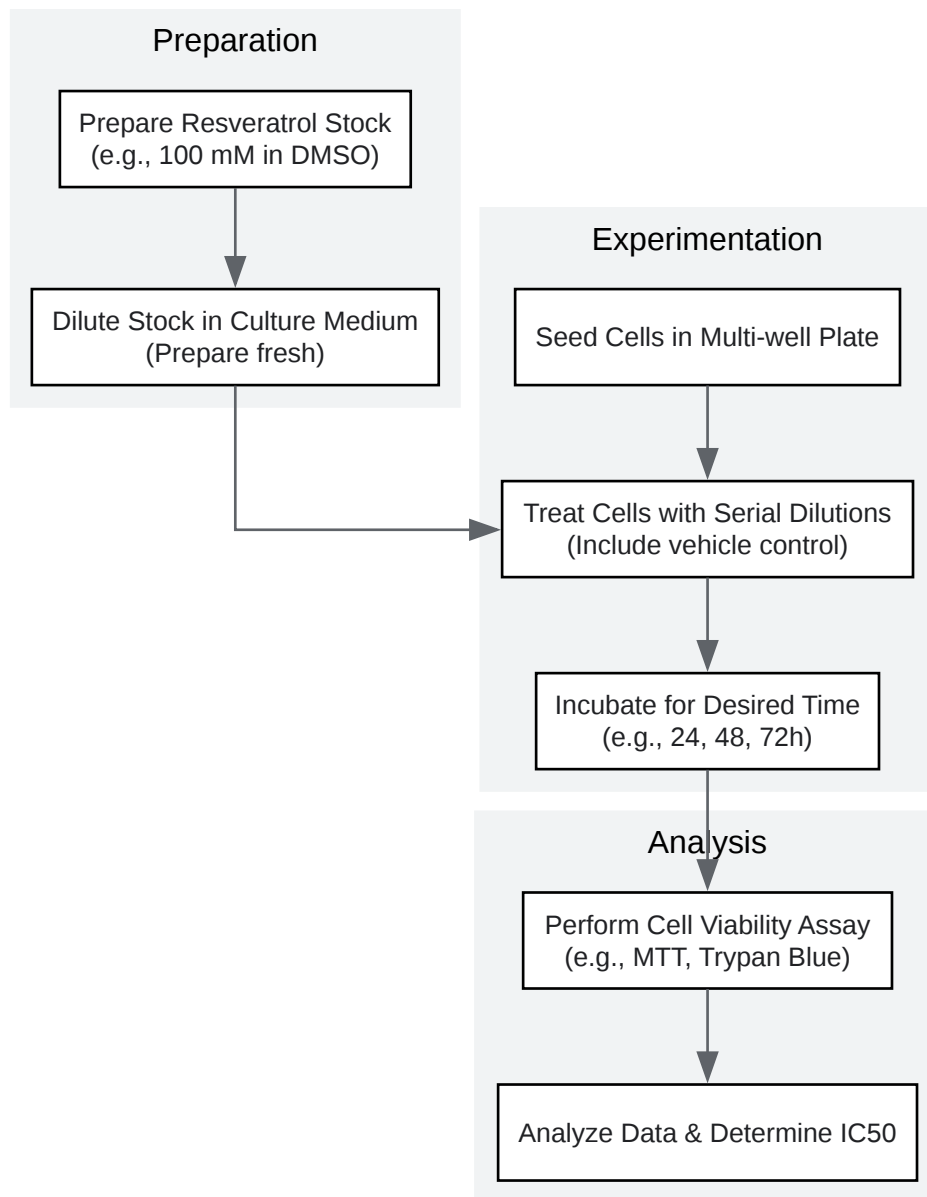 Preparation
Prepare Resveratrol Stock
(e.g., 100 mM in DMSO)
Dilute Stock in Culture Medium
(Prepare fresh)
Experimentation
Seed Cells in Multi-well Plate
Treat Cells with Serial Dilutions
(Include vehicle control)
Incubate for Desired Time
(e.g., 24, 48, 72h)
Analysis
Perform Cell Viability Assay
(e.g., MTT, Trypan Blue)
Analyze Data & Determine IC50